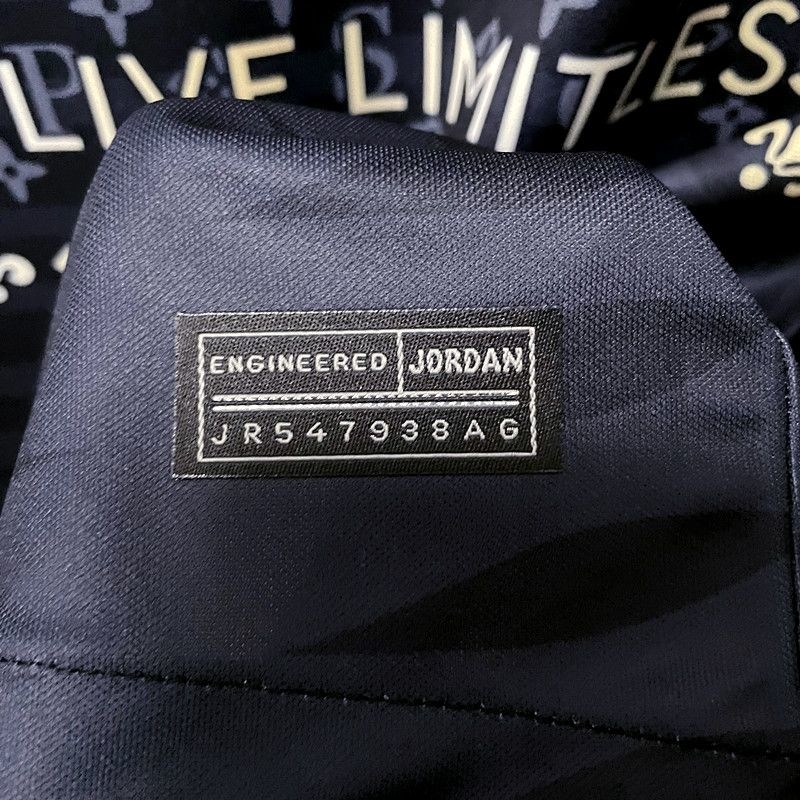 LIVE LIMITLESS
ENGINEERED JORDAN
JR547938AG